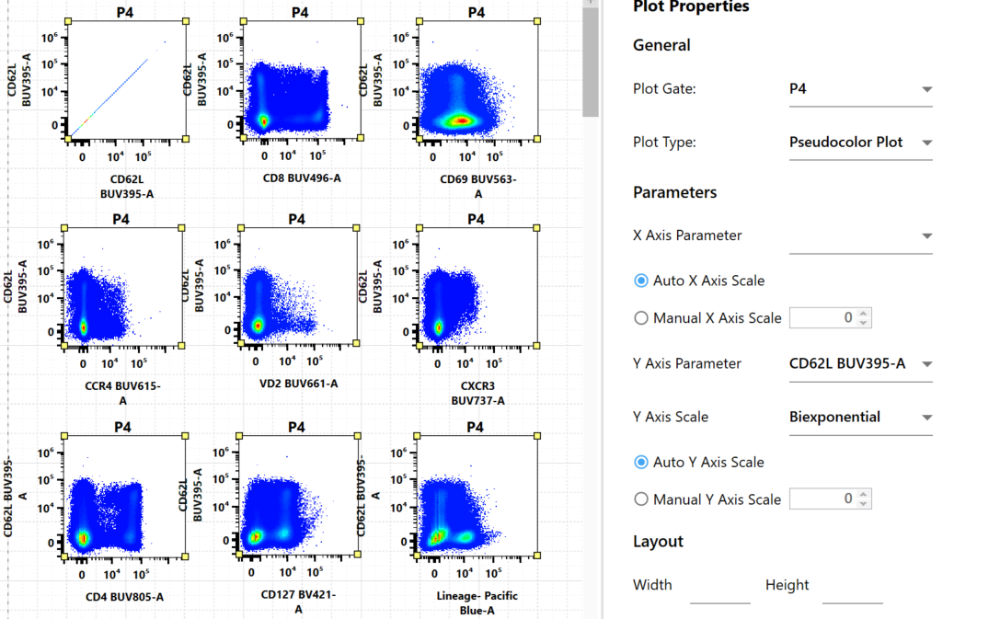 P4
P4
P4
CD62L
BUV395-A
10⁶
10⁵
10⁴
0
0
10⁴
10⁵
CD62L
BUV395-A
CD62L
BUV395-A
10⁶
10⁵
10⁴
0
0
10⁴
10⁵
CD8 BUV496-A
CD62L
BUV395-A
10⁶
10⁵
10⁴
0
0
10⁴
10⁵
CD69 BUV563-
A
P4
P4
P4
CD62L
BUV395-A
10⁶
10⁵
10⁴
0
0
10⁴
10⁵
CCR4 BUV615-
A
CD62L
BUV395-A
10⁶
10⁵
10⁴
0
0
10⁴
10⁵
VD2 BUV661-A
CD62L
BUV395-A
10⁶
10⁵
10⁴
0
0
10⁴
10⁵
CXCR3
BUV737-A
P4
P4
P4
CD62L BUV395-
A
10⁶
10⁵
10⁴
0
0
10⁴
10⁵
CD4 BUV805-A
CD62L
BUV395-A
10⁶
10⁵
10⁴
0
0
10⁴
10⁵
CD127 BV421-
A
CD62L BUV395-
A
10⁶
10⁵
10⁴
0
0
10⁴
10⁵
Lineage- Pacific
Blue-A
Plot Properties
General
Plot Gate: P4
Plot Type: Pseudocolor Plot
Parameters
X Axis Parameter
Auto X Axis Scale
Manual X Axis Scale 0
Y Axis Parameter CD62L BUV395-A
Y Axis Scale Biexponential
Auto Y Axis Scale
Manual Y Axis Scale 0
Layout
Width Height